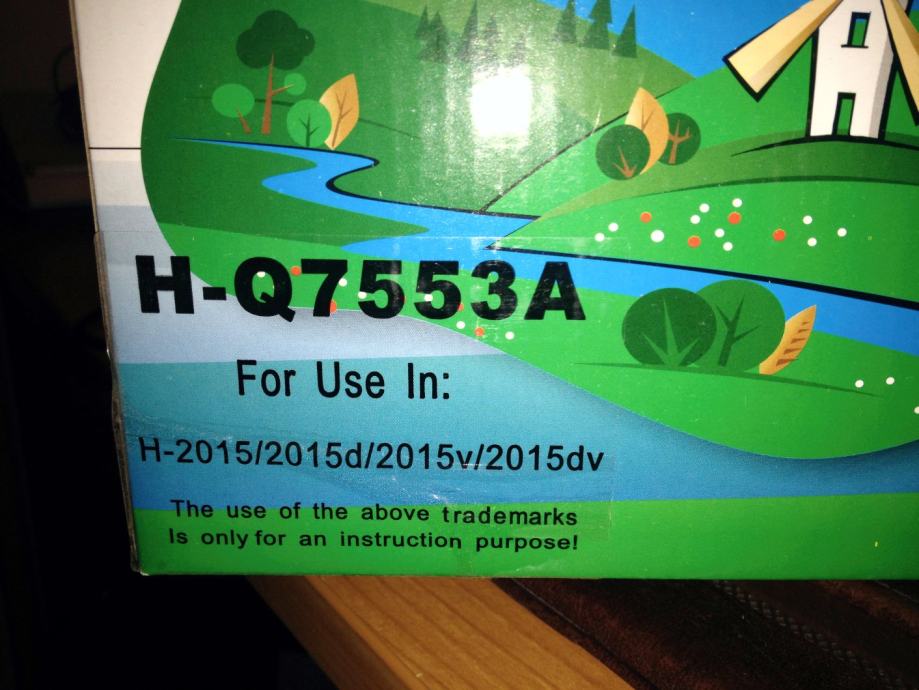 H-Q7553A
For Use In:
H-2015/2015d/2015v/2015dv
The use of the above trademarks
Is only for an instruction purpose!